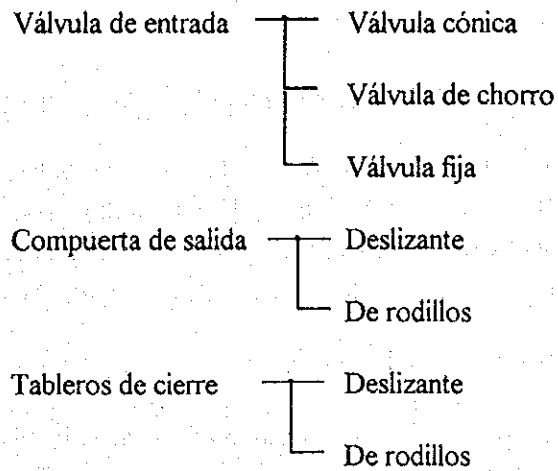 Válvula de entrada Válvula cónica
Válvula de chorro
Válvula fija
Compuerta de salida Deslizante
De rodillos
Tableros de cierre Deslizante
De rodillos